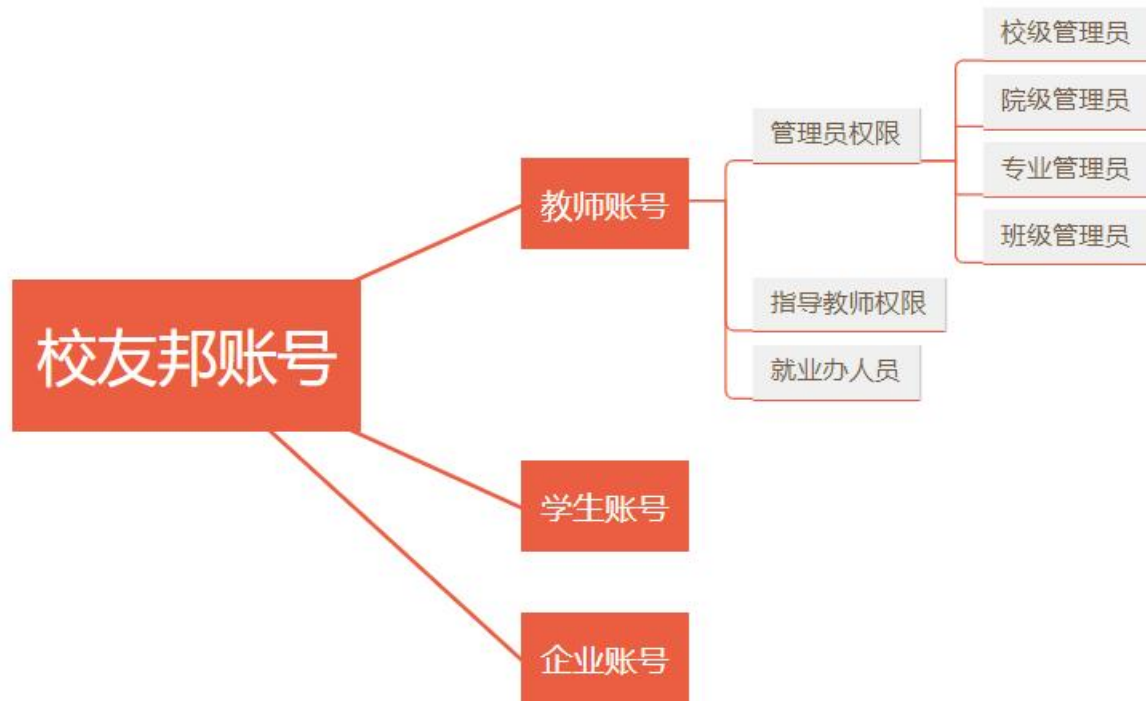 校友邦账号
教师账号
管理员权限
校级管理员
院级管理员
专业管理员
班级管理员
指导教师权限
就业办人员
学生账号
企业账号